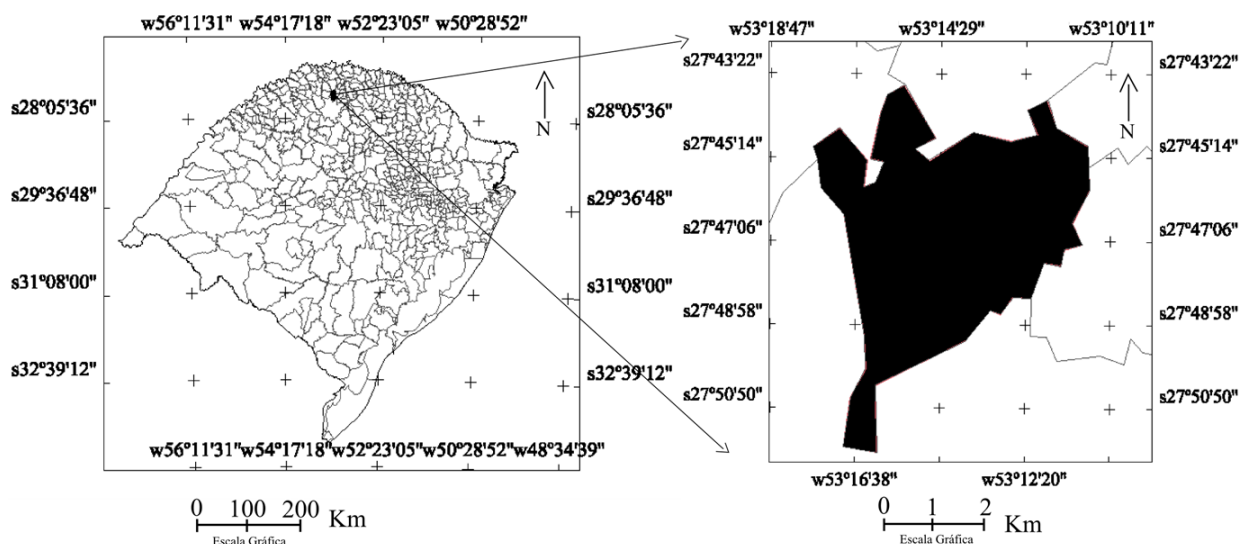 w56º11'31" w54º17'18" w52º23'05" w50º28'52"
s28º05'36"
s29º36'48"
s31º08'00"
s32º39'12"
N
s28º05'36"
s29º36'48"
s31º08'00"
s32º39'12"
w56º11'31" w54º17'18" w52º23'05" w50º28'52" w48º34'39"
0 100 200 Km
Escala Gráfica
w53º18'47" w53º14'29" w53º10'11"
s27º43'22"
s27º45'14"
s27º47'06"
s27º48'58"
s27º50'50"
N
s27º43'22"
s27º45'14"
s27º47'06"
s27º48'58"
s27º50'50"
w53º16'38" w53º12'20"
0 1 2 Km
Escala Gráfica